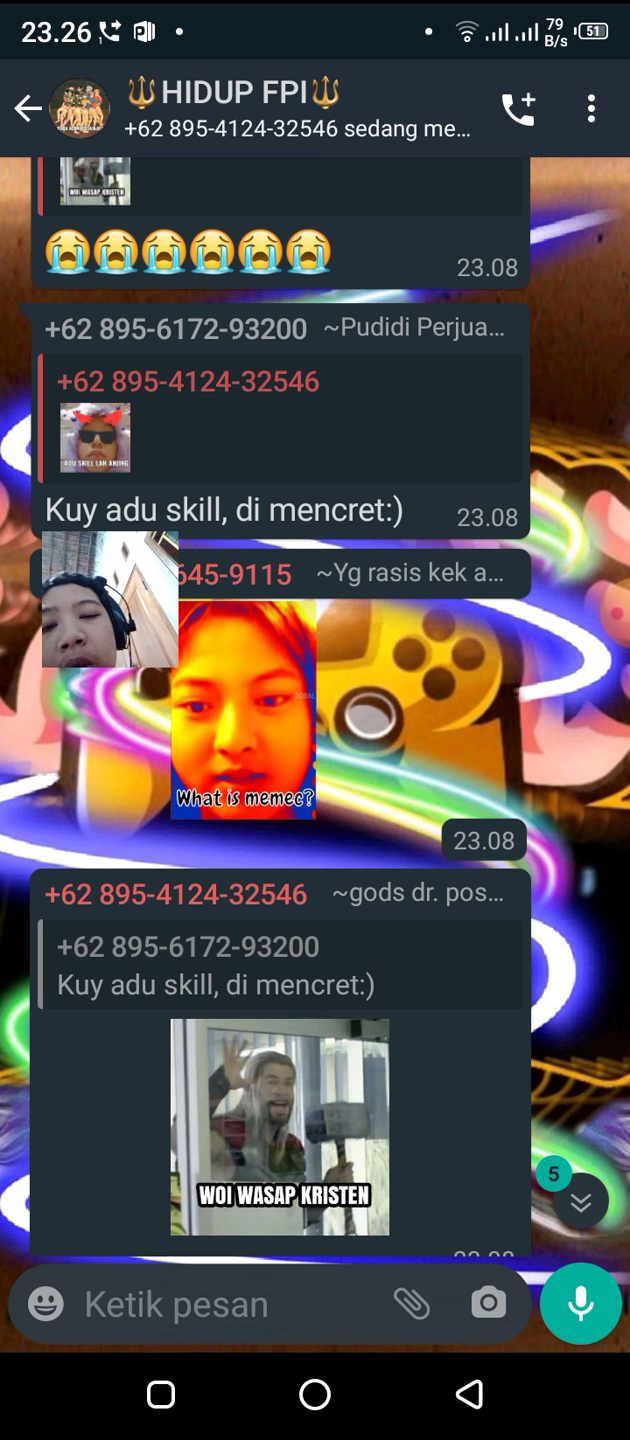 23.26
79
B/s
51
🔱HIDUP FPI🔱
+62 895-4124-32546 sedang me...
WOI WASAP KRISTEN
😭😭😭😭😭😭
23.08
+62 895-6172-93200 ~Pudidi Perjua...
+62 895-4124-32546
ADU SKILL LAH ANJING
Kuy adu skill, di mencret:)
23.08
645-9115 ~Yg rasis kek a...
What is memec?
23.08
+62 895-4124-32546 ~gods dr. pos...
+62 895-6172-93200
Kuy adu skill, di mencret:)
WOI WASAP KRISTEN
5
23.08
Ketik pesan